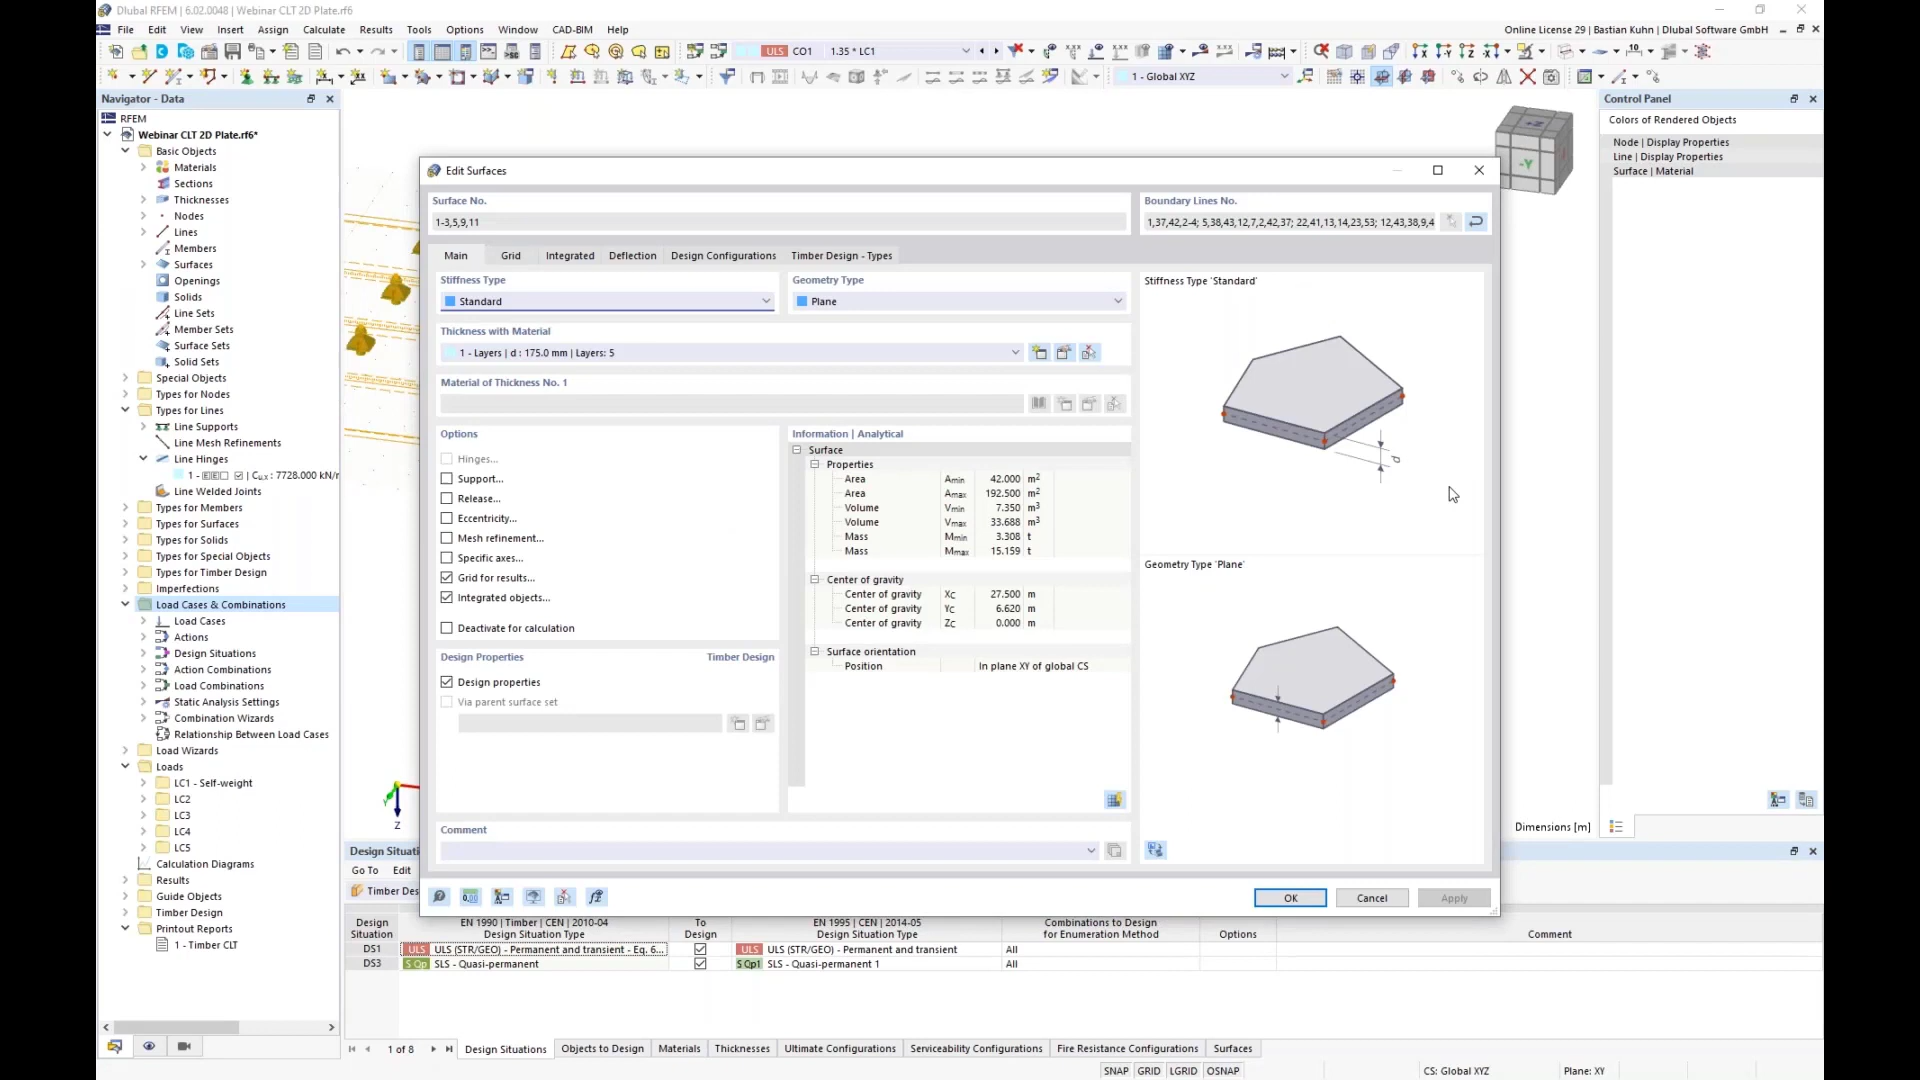 Dlubal RFEM | 6.02.0048 | Webinar CLT 2D Plate.rf6*
File Edit View Insert Assign Calculate Results Tools Options Window CAD-BIM Help
Online License 29 | Bastian Kuhn | Dlubal Software GmbH
ULS CO1 1.35 * LC1
1 - Global XYZ
Navigator - Data
RFEM
Webinar CLT 2D Plate.rf6*
Basic Objects
Materials
Sections
Thicknesses
Nodes
Lines
Members
Surfaces
Openings
Solids
Line Sets
Member Sets
Surface Sets
Solid Sets
Special Objects
Types for Nodes
Types for Lines
Line Supports
Line Mesh Refinements
Line Hinges
1 - | Cu,x : 7728.000 kN/r
Line Welded Joints
Types for Members
Types for Surfaces
Types for Solids
Types for Special Objects
Types for Timber Design
Imperfections
Load Cases & Combinations
Load Cases
Actions
Design Situations
Action Combinations
Load Combinations
Static Analysis Settings
Combination Wizards
Relationship Between Load Cases
Load Wizards
Loads
LC1 - Self-weight
LC2
LC3
LC4
LC5
Calculation Diagrams
Results
Guide Objects
Timber Design
Printout Reports
1 - Timber CLT
Edit Surfaces
Surface No.
1-3,5,9,11
Boundary Lines No.
1,37,42,2-4; 5,38,43,12,7,2,42,37; 22,41,13,14,23,53; 12,43,38,9,4
Main Grid Integrated Deflection Design Configurations Timber Design - Types
Stiffness Type
Standard
Geometry Type
Plane
Thickness with Material
1 - Layers | d : 175.0 mm | Layers: 5
Material of Thickness No. 1
Options
Hinges...
Support...
Release...
Eccentricity...
Mesh refinement...
Specific axes...
Grid for results...
Integrated objects...
Deactivate for calculation
Design Properties Timber Design
Design properties
Via parent surface set
Information | Analytical
Surface
Properties
Area Amin 42.000 m2
Area Amax 192.500 m2
Volume Vmin 7.350 m3
Volume Vmax 33.688 m3
Mass Mmin 3.308 t
Mass Mmax 15.159 t
Center of gravity
Center of gravity XC 27.500 m
Center of gravity YC 6.620 m
Center of gravity ZC 0.000 m
Surface orientation
Position In plane XY of global CS
Comment
Stiffness Type 'Standard'
d
Geometry Type 'Plane'
OK Cancel Apply
+Z
-Y
Y
Z
Control Panel
Colors of Rendered Objects
Node | Display Properties
Line | Display Properties
Surface | Material
Dimensions [m]
Design Situati
Go To Edit
Timber Des
Design Situation
EN 1990 | Timber | CEN | 2010-04
Design Situation Type
To Design
EN 1995 | CEN | 2014-05
Design Situation Type
Combinations to Design
for Enumeration Method
Options
Comment
DS1 ULS ULS (STR/GEO) - Permanent and transient - Eq. 6... ULS ULS (STR/GEO) - Permanent and transient All
DS3 S Qp SLS - Quasi-permanent S Qp1 SLS - Quasi-permanent 1 All
1 of 8 Design Situations Objects to Design Materials Thicknesses Ultimate Configurations Serviceability Configurations Fire Resistance Configurations Surfaces
SNAP GRID LGRID OSNAP CS: Global XYZ Plane: XY